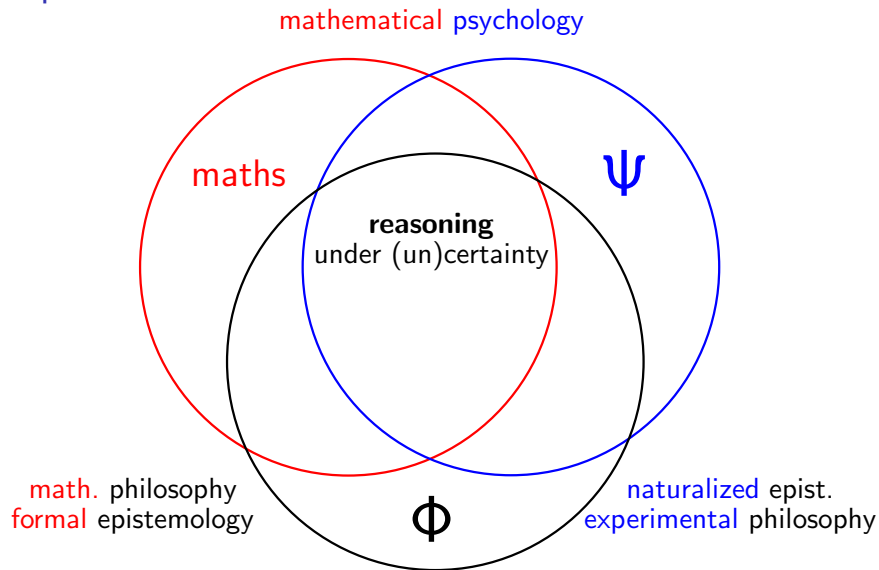 mathematical psychology
maths
Ψ
reasoning
under (un)certainty
math. philosophy
formal epistemology
naturalized epist.
experimental philosophy
Φ